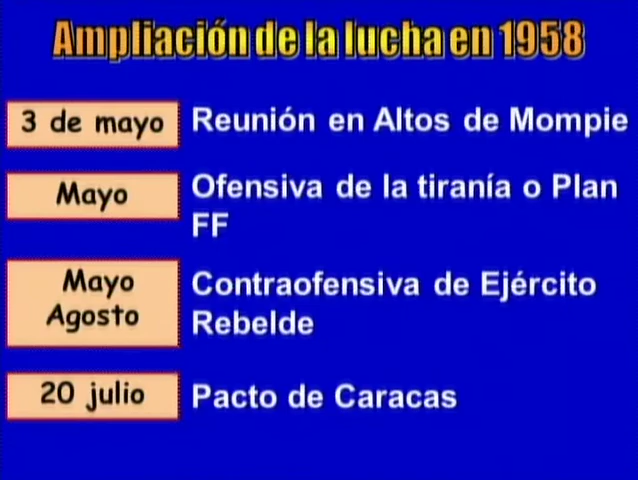 Ampliación de la lucha en 1958
3 de mayo
Reunión en Altos de Mompie
Mayo
Ofensiva de la tiranía o Plan
FF
Mayo
Agosto
Contraofensiva de Ejército
Rebelde
20 julio
Pacto de Caracas